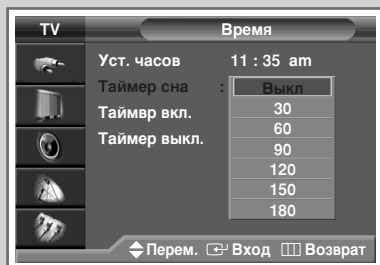 TV Время
Уст. часов 11 : 35 am
Таймер сна : Выкл
Таймвр вкл. 30
60
Таймер выкл. 90
120
150
180
Перем. Вход Возврат